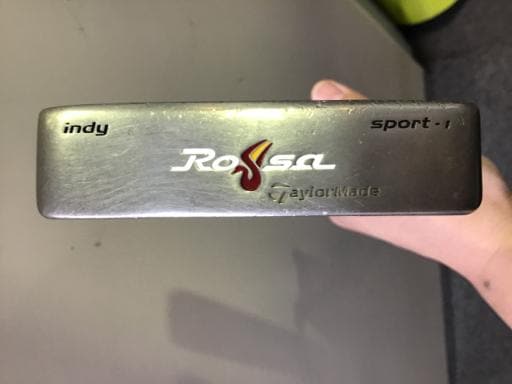 indy sport - 1
Rossa
TaylorMade